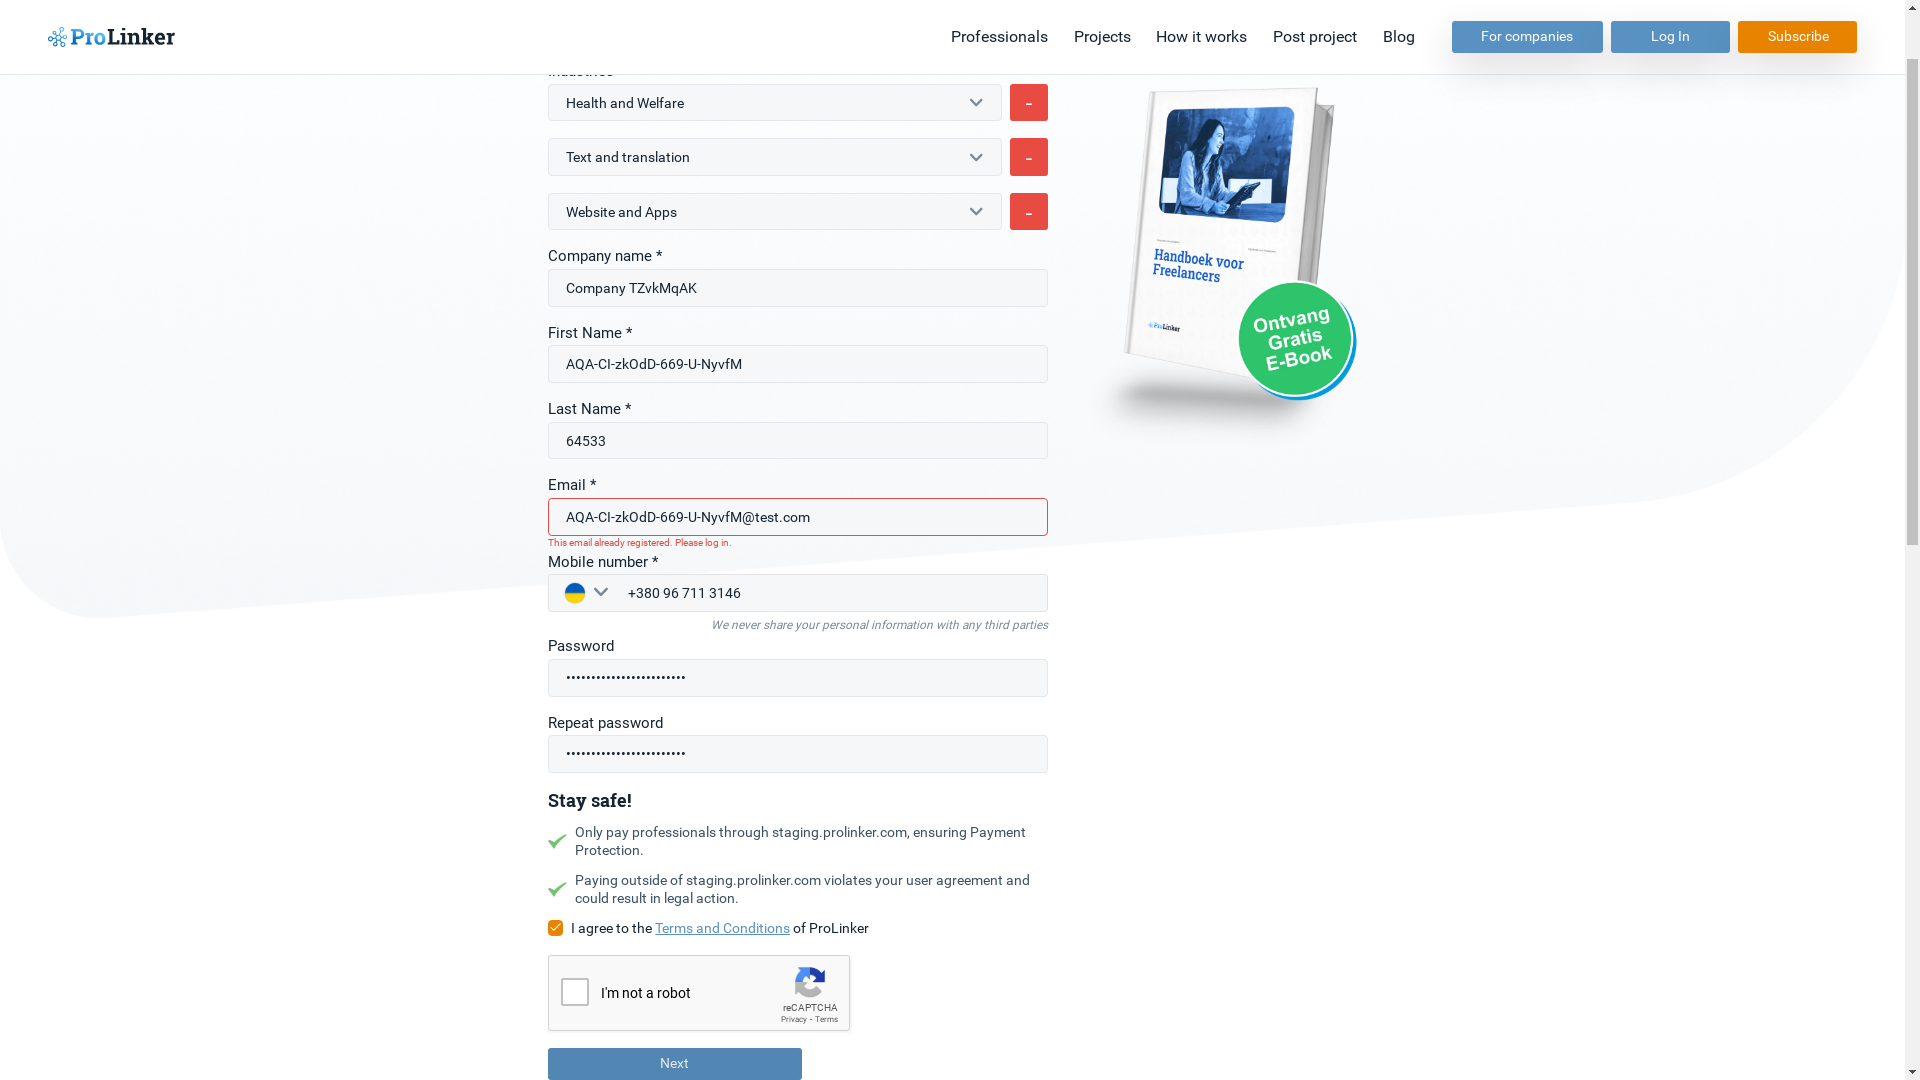 ProLinker
Professionals
Projects
How it works
Post project
Blog
For companies
Log In
Subscribe
Health and Welfare
-
Text and translation
-
Website and Apps
-
Company name *
Company TZvkMqAK
First Name *
AQA-CI-zkOdD-669-U-NyvfM
Last Name *
64533
Email *
AQA-CI-zkOdD-669-U-NyvfM@test.com
This email already registered. Please log in.
Mobile number *
+380 96 711 3146
We never share your personal information with any third parties
Password
Repeat password
Stay safe!
Only pay professionals through staging.prolinker.com, ensuring Payment
Protection.
Paying outside of staging.prolinker.com violates your user agreement and
could result in legal action.
I agree to the Terms and Conditions of ProLinker
I'm not a robot
reCAPTCHA
Privacy - Terms
Next
Handboek voor
Freelancers
ProLinker
Ontvang
Gratis
E-Book